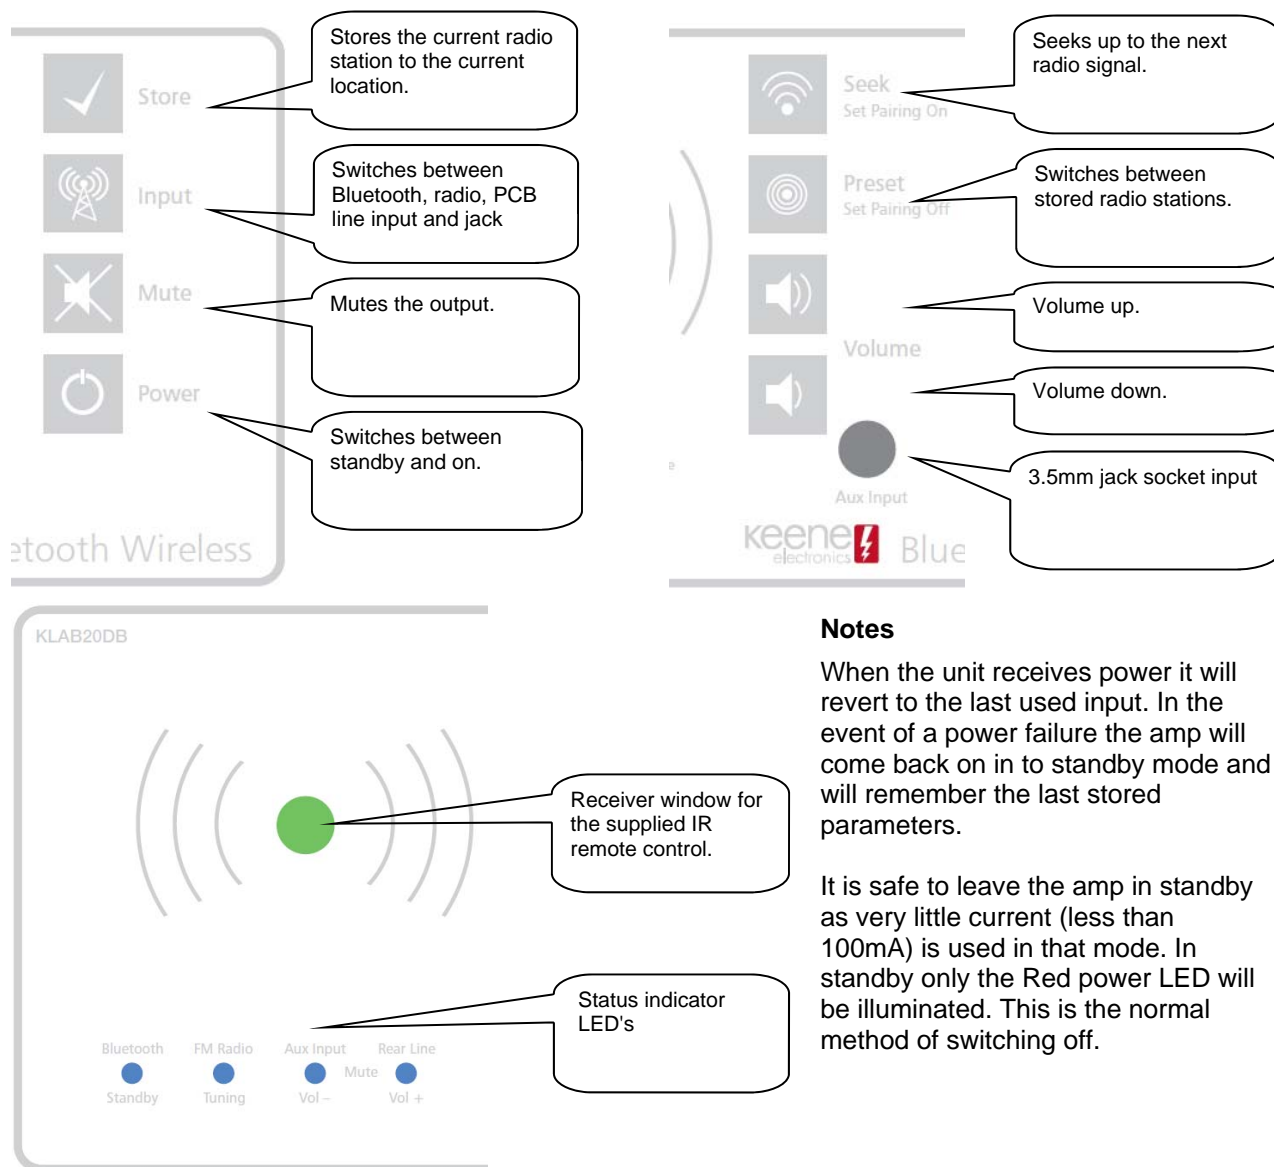 Store
Stores the current radio
station to the current
location.
Input
Switches between
Bluetooth, radio, PCB
line input and jack
Mute
Mutes the output.
Power
Switches between
standby and on.
etooth Wireless
Seek
Set Pairing On
Seeks up to the next
radio signal.
Preset
Set Pairing Off
Switches between
stored radio stations.
Volume up.
Volume
Volume down.
3.5mm jack socket input
e
Aux Input
Keene
electronics
Blue
KLAB20DB
Receiver window for
the supplied IR
remote control.
Status indicator
LED's
Bluetooth FM Radio Aux Input Rear Line
Mute
Standby Tuning Vol – Vol +
Notes
When the unit receives power it will
revert to the last used input. In the
event of a power failure the amp will
come back on in to standby mode and
will remember the last stored
parameters.
It is safe to leave the amp in standby
as very little current (less than
100mA) is used in that mode. In
standby only the Red power LED will
be illuminated. This is the normal
method of switching off.